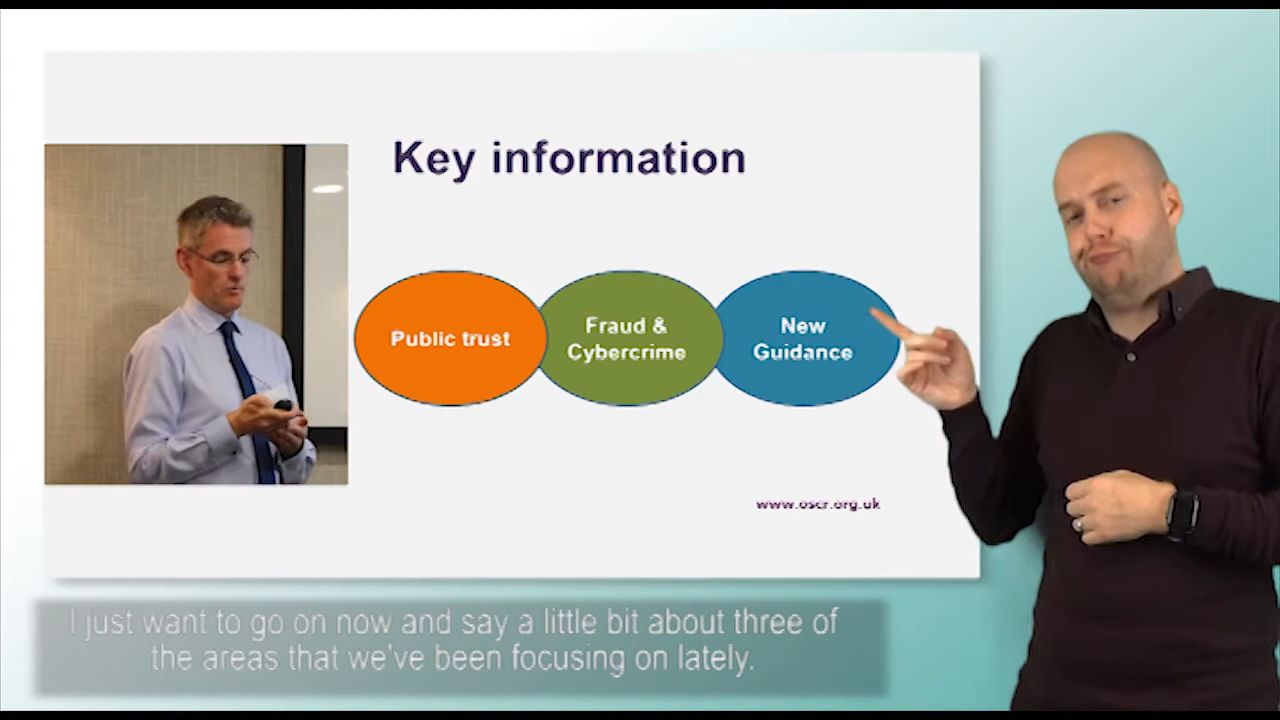 Key information
Public trust
Fraud &
Cybercrime
New
Guidance
www.oscr.org.uk
I just want to go on now and say a little bit about three of
the areas that we've been focusing on lately.